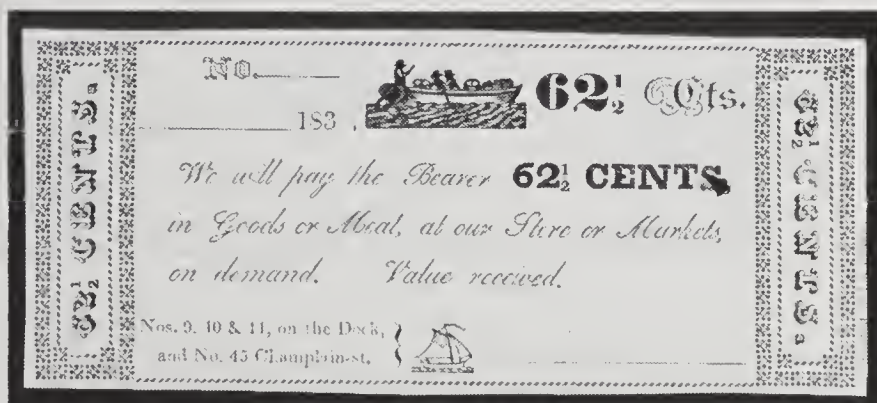 62½ CENTS.
No.
62½ Cts.
183 ,
We will pay the Bearer 62½ CENTS,
in Goods or Meat, at our Store or Markets,
on demand. Value received.
Nos. 9, 10 & 11, on the Dock,
and No. 45 Champlain-st.
62½ CENTS.